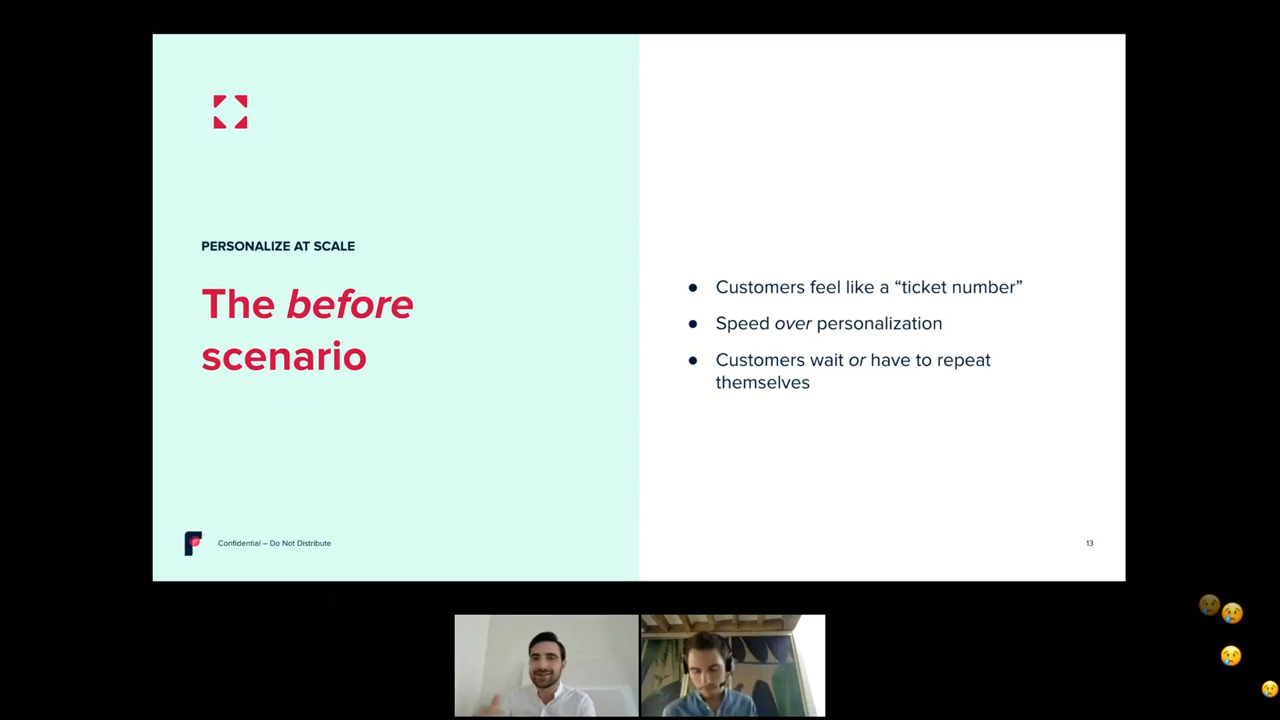 PERSONALIZE AT SCALE
The before
scenario
● Customers feel like a “ticket number”
● Speed over personalization
● Customers wait or have to repeat
themselves
Confidential – Do Not Distribute
13